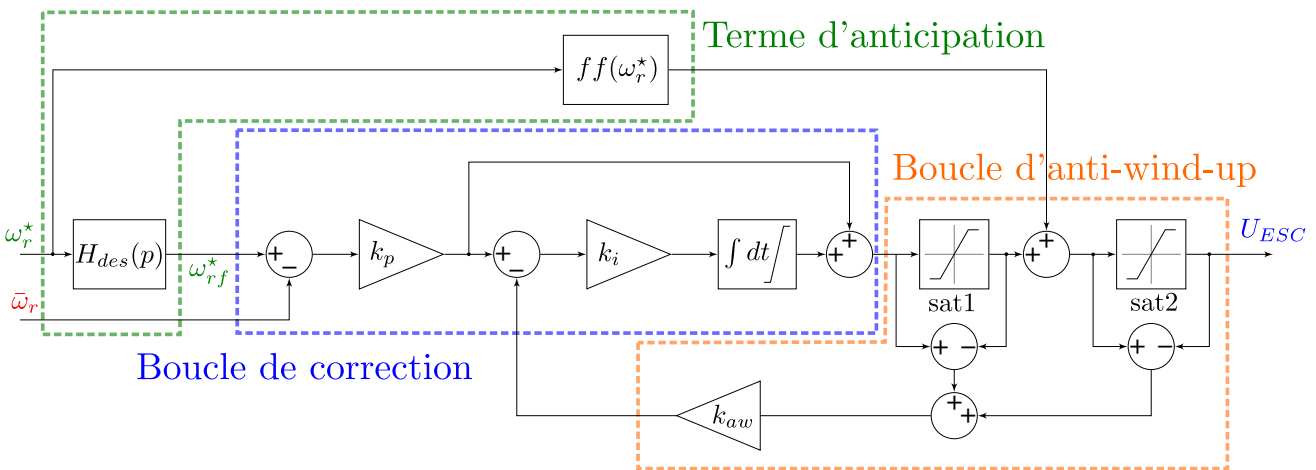 Terme d'anticipation
ff(ω_r^⋆)
Boucle d'anti-wind-up
ω_r^⋆
H_des(p)
ω_rf^⋆
+
−
k_p
+
−
k_i
∫ dt
+
+
sat1
+
+
sat2
U_ESC
ω̄_r
+
−
+
−
Boucle de correction
k_aw
+
+